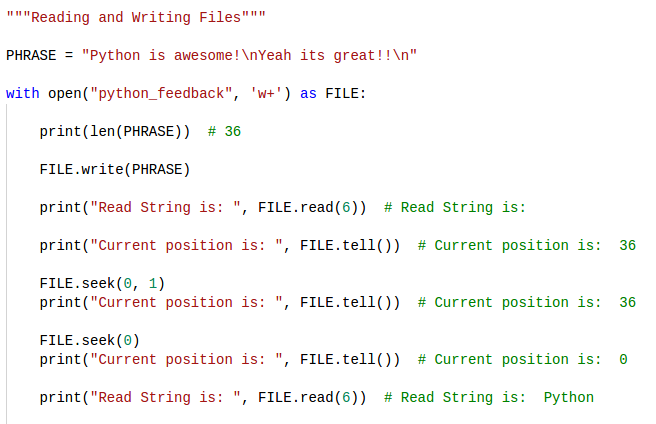 """Reading and Writing Files"""
PHRASE = "Python is awesome!\nYeah its great!!\n"
with open("python_feedback", 'w+') as FILE:
print(len(PHRASE))  # 36
FILE.write(PHRASE)
print("Read String is: ", FILE.read(6))  # Read String is:
print("Current position is: ", FILE.tell())  # Current position is:  36
FILE.seek(0, 1)
print("Current position is: ", FILE.tell())  # Current position is:  36
FILE.seek(0)
print("Current position is: ", FILE.tell())  # Current position is:  0
print("Read String is: ", FILE.read(6))  # Read String is:  Python